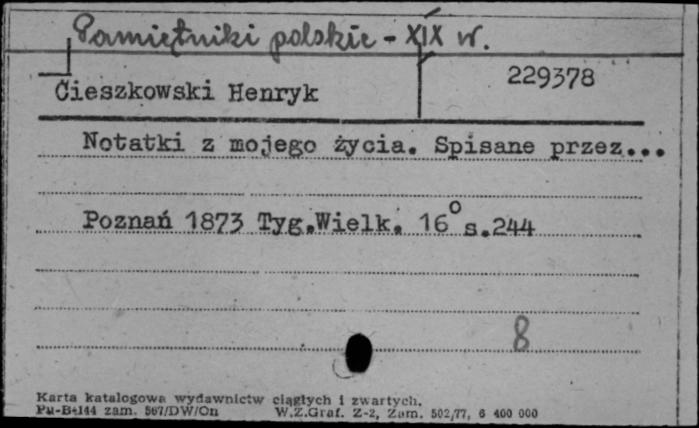 Pamiętniki polskie - XIX w.
Cieszkowski Henryk
229378
Notatki z mojego życia. Spisane przez...
Poznań 1873 Tyg.Wielk. 16° s.244
8
Karta katalogowa wydawnictw ciągłych i zwartych.
Pu-B-144 zam. 567/DW/On W.Z.Graf. Z-2, Zam. 502/77, 6 400 000